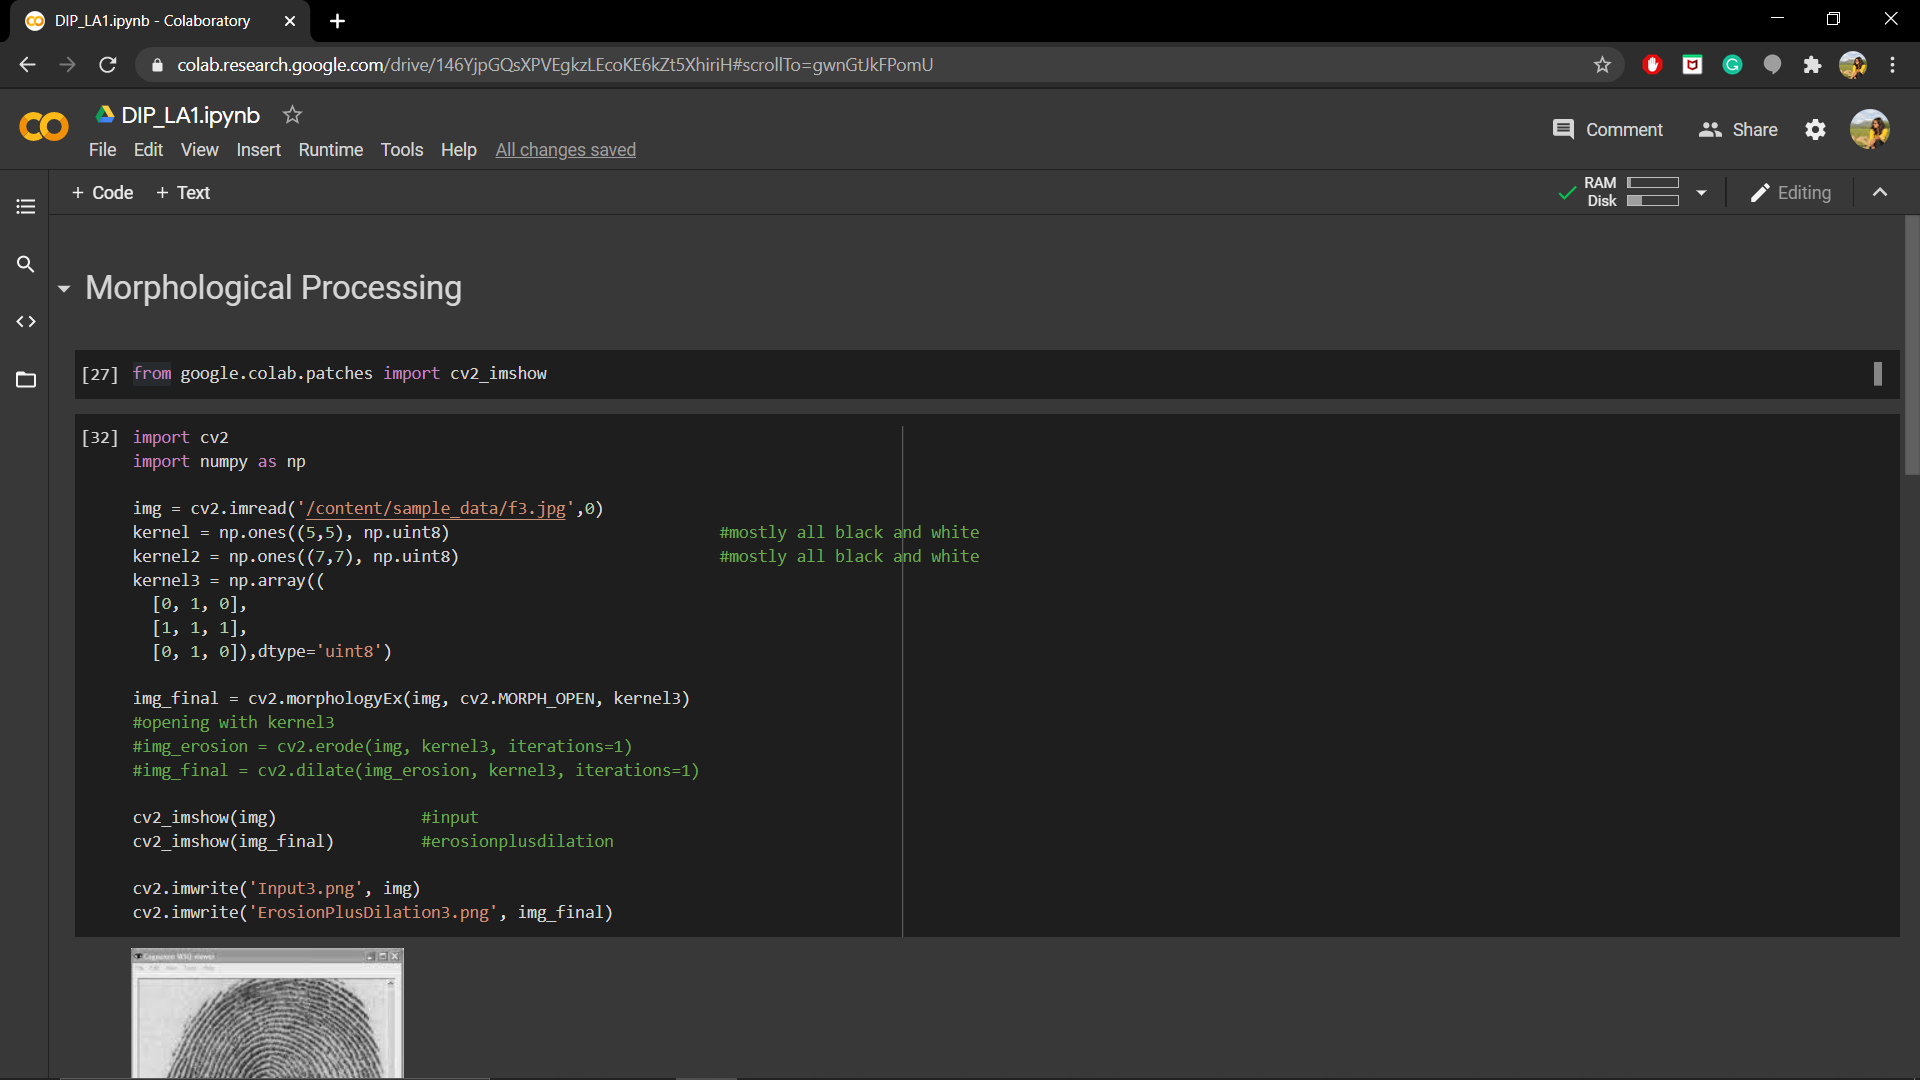 DIP_LA1.ipynb - Colaboratory
colab.research.google.com/drive/146YjpGQsXPVEgkzLEcoKE6kZt5XhiriH#scrollTo=gwnGtJkFPomU
DIP_LA1.ipynb
File Edit View Insert Runtime Tools Help All changes saved
Comment Share
+ Code + Text
RAM
Disk
Editing
Morphological Processing
[27] from google.colab.patches import cv2_imshow
[32] import cv2
import numpy as np
img = cv2.imread('/content/sample_data/f3.jpg',0)
kernel = np.ones((5,5), np.uint8) #mostly all black and white
kernel2 = np.ones((7,7), np.uint8) #mostly all black and white
kernel3 = np.array((
[0, 1, 0],
[1, 1, 1],
[0, 1, 0]),dtype='uint8')
img_final = cv2.morphologyEx(img, cv2.MORPH_OPEN, kernel3)
#opening with kernel3
#img_erosion = cv2.erode(img, kernel3, iterations=1)
#img_final = cv2.dilate(img_erosion, kernel3, iterations=1)
cv2_imshow(img) #input
cv2_imshow(img_final) #erosionplusdilation
cv2.imwrite('Input3.png', img)
cv2.imwrite('ErosionPlusDilation3.png', img_final)
WSQ viewer